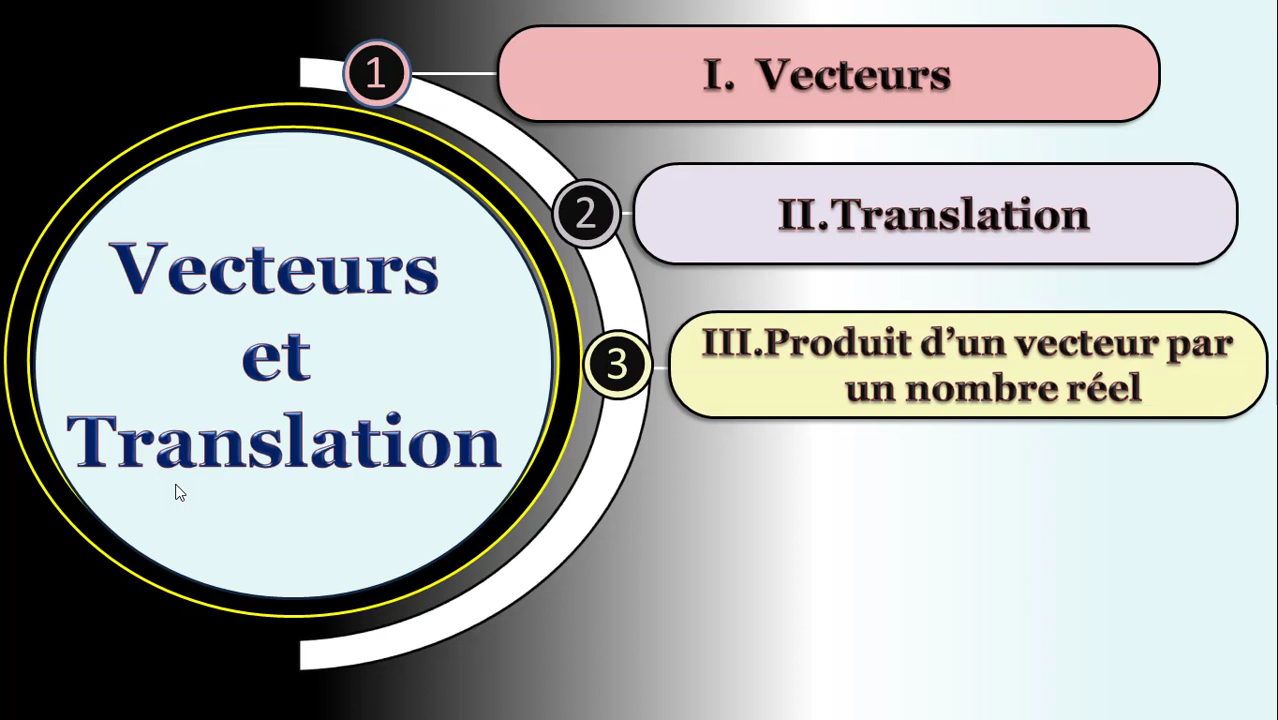 Vecteurs
et
Translation
1
I. Vecteurs
2
II.Translation
3
III.Produit d’un vecteur par
un nombre réel